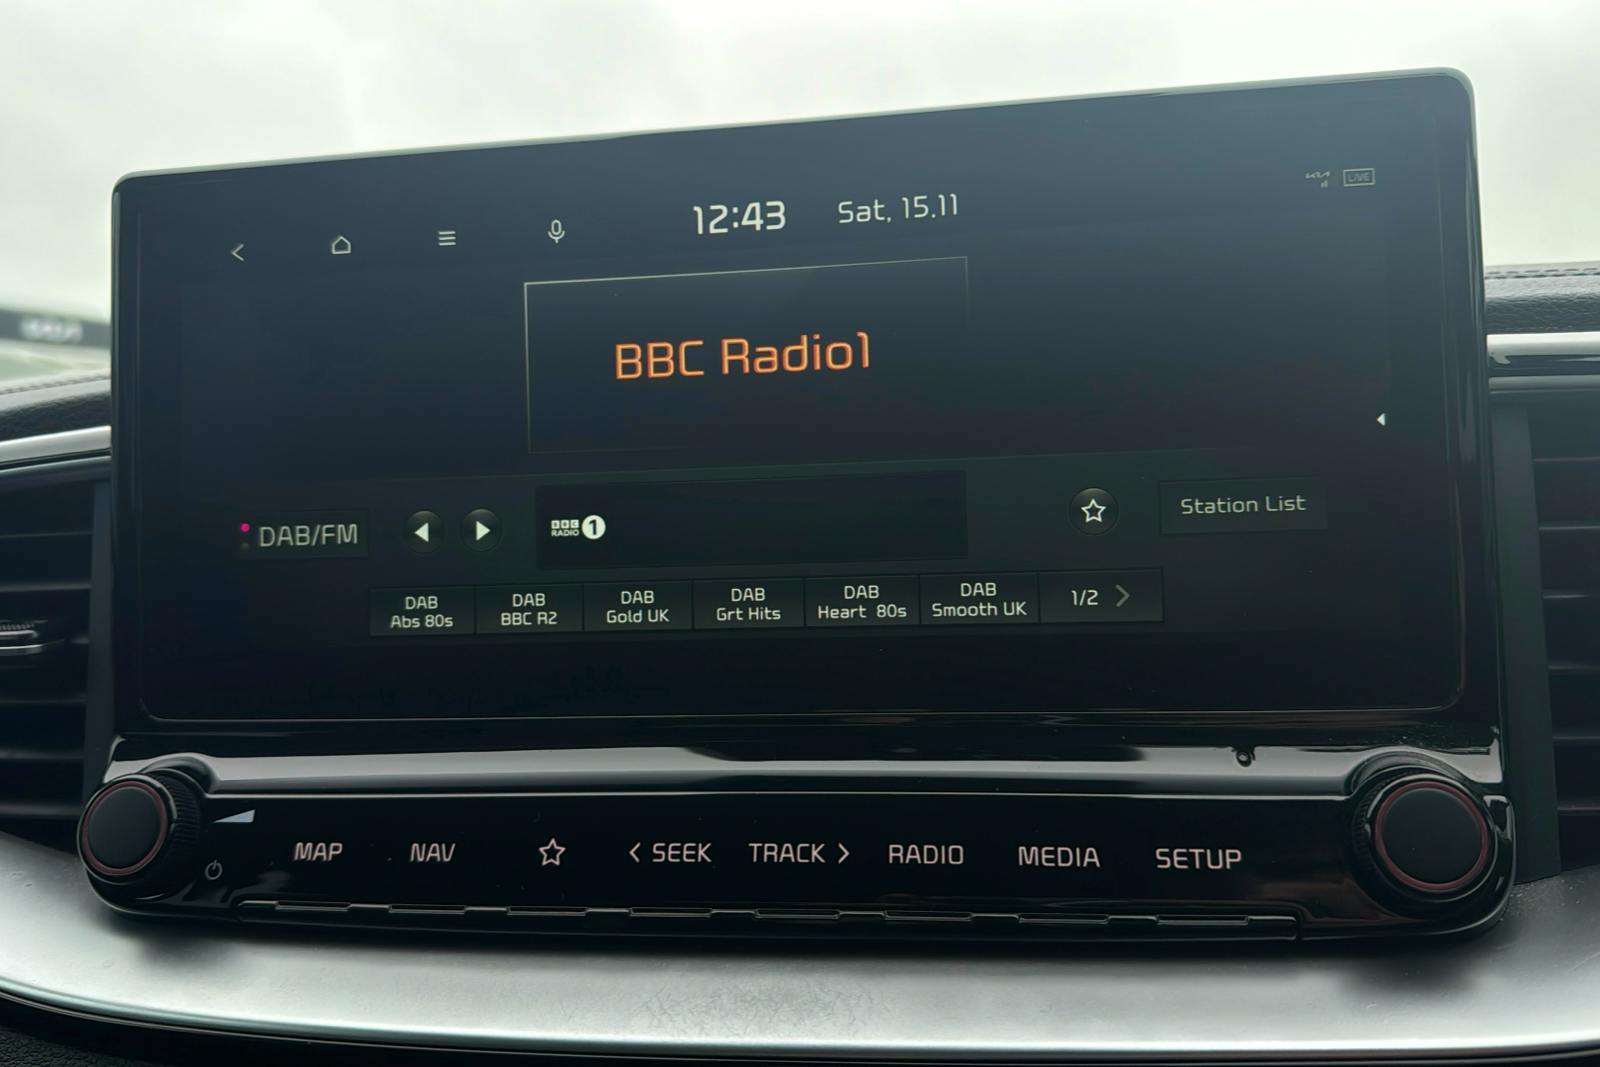 12:43 Sat, 15.11
KIA LIVE
BBC Radio1
DAB/FM
BBC
RADIO 1
Station List
DAB
Abs 80s
DAB
BBC R2
DAB
Gold UK
DAB
Grt Hits
DAB
Heart 80s
DAB
Smooth UK
1/2
MAP NAV < SEEK TRACK > RADIO MEDIA SETUP